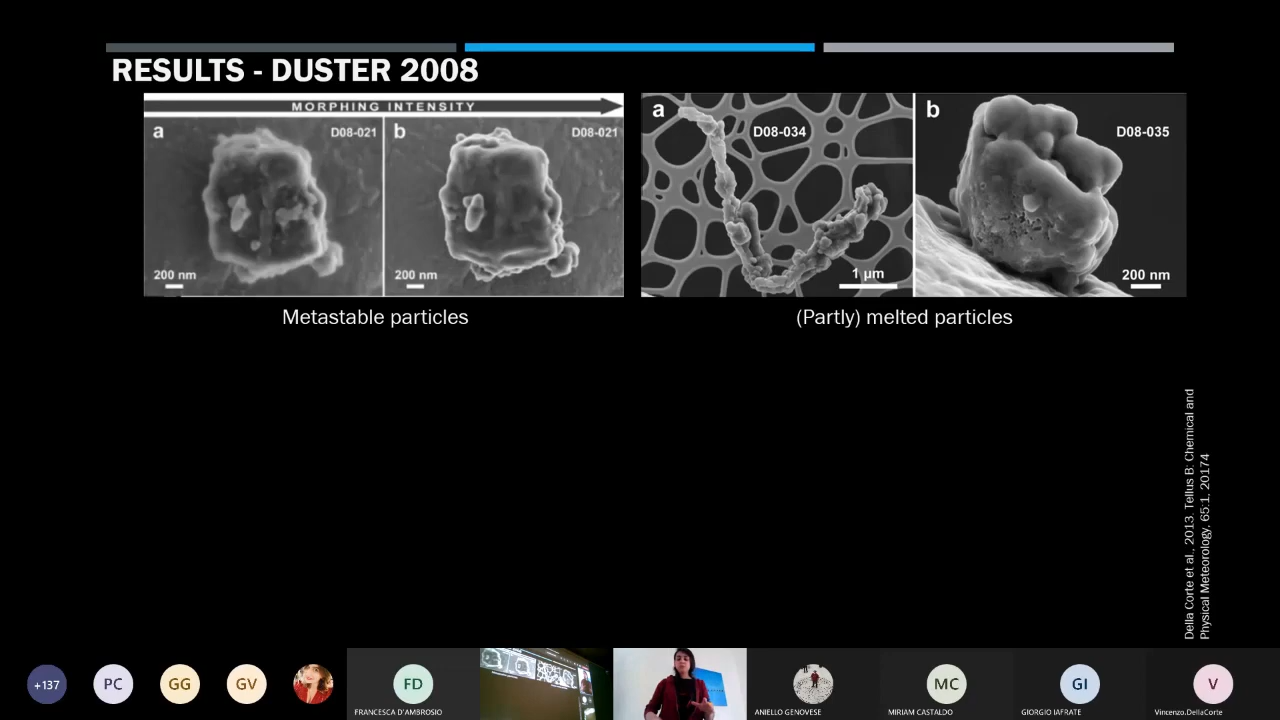 RESULTS - DUSTER 2008
MORPHING INTENSITY
a
D08-021
b
D08-021
200 nm
200 nm
a
D08-034
b
D08-035
1 µm
200 nm
Metastable particles
(Partly) melted particles
Della Corte et al., 2013, Tellus B: Chemical and
Physical Meteorology, 65:1, 20174
+137
PC
GG
GV
FD
FRANCESCA D'AMBROSIO
ANIELLO GENOVESE
MC
MIRIAM CASTALDO
GI
GIORGIO IAFRATE
V
Vincenzo.DellaCorte